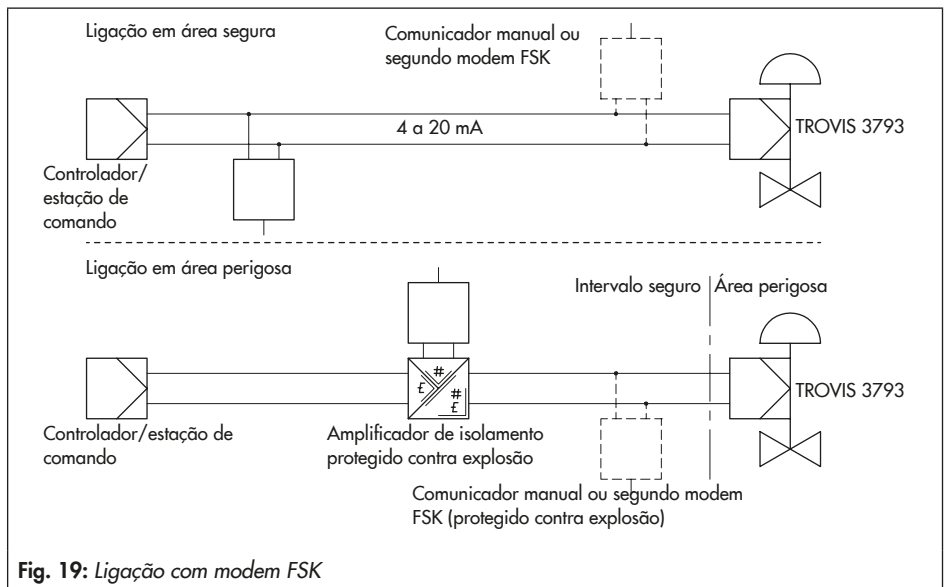 Ligação em área segura
Comunicador manual ou
segundo modem FSK
4 a 20 mA
TROVIS 3793
Controlador/
estação de
comando
Ligação em área perigosa
Intervalo seguro
Área perigosa
TROVIS 3793
Controlador/estação de
comando
Amplificador de isolamento
protegido contra explosão
Comunicador manual ou segundo modem
FSK (protegido contra explosão)
Fig. 19: Ligação com modem FSK